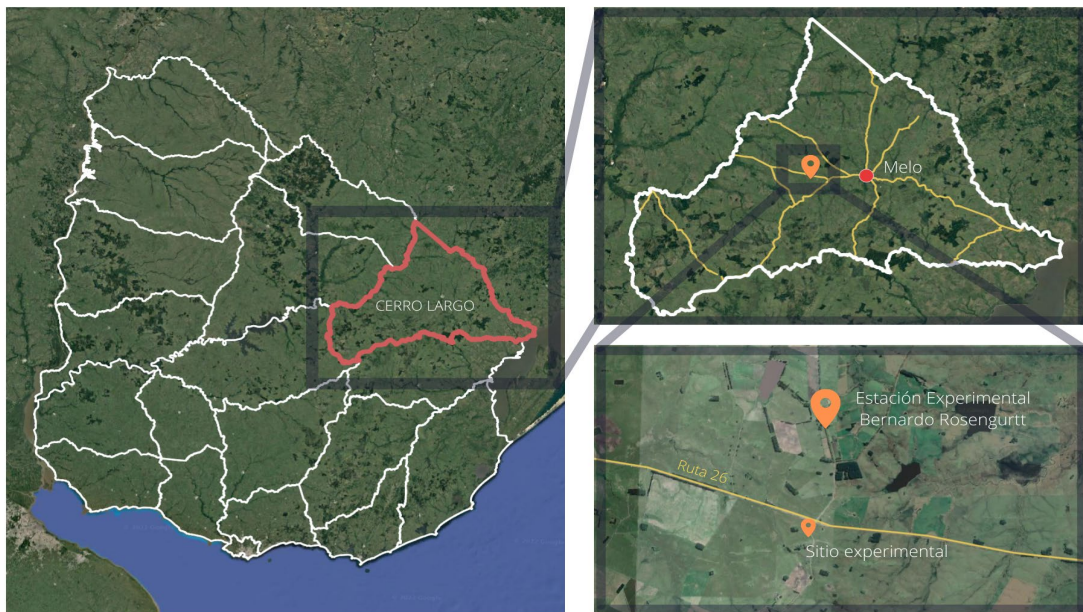 CERRO LARGO
Melo
Estación Experimental
Bernardo Rosengurtt
Ruta 26
Sitio experimental